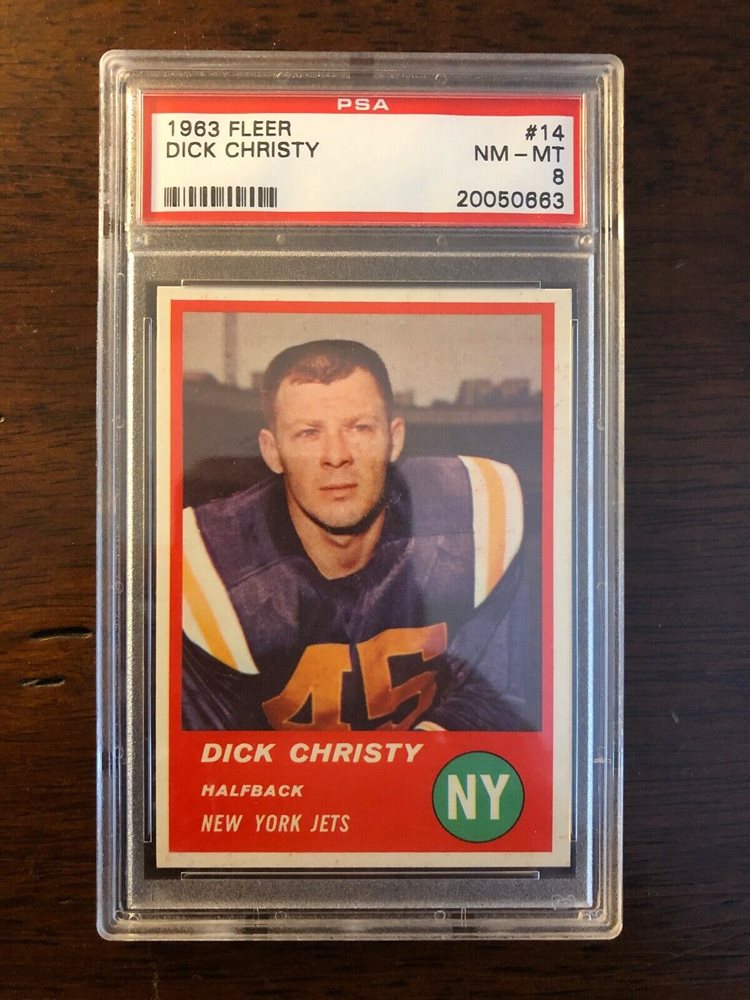 PSA
1963 FLEER #14
DICK CHRISTY NM - MT
8
20050663
45
DICK CHRISTY
HALFBACK
NEW YORK JETS
NY